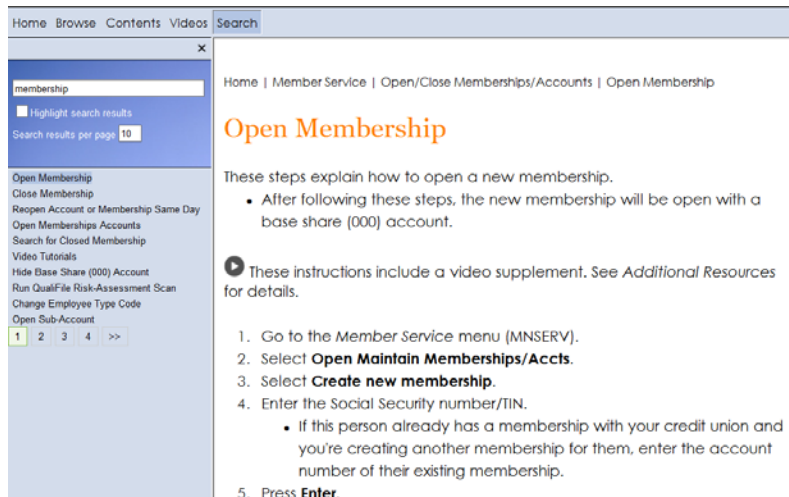 Home Browse Contents Videos Search
×
membership
Highlight search results
Search results per page 10
Open Membership
Close Membership
Reopen Account or Membership Same Day
Open Memberships Accounts
Search for Closed Membership
Video Tutorials
Hide Base Share (000) Account
Run QualiFile Risk-Assessment Scan
Change Employee Type Code
Open Sub-Account
1 2 3 4 >>
Home | Member Service | Open/Close Memberships/Accounts | Open Membership
Open Membership
These steps explain how to open a new membership.
• After following these steps, the new membership will be open with a
base share (000) account.
These instructions include a video supplement. See Additional Resources
for details.
1. Go to the Member Service menu (MNSERV).
2. Select Open Maintain Memberships/Accts.
3. Select Create new membership.
4. Enter the Social Security number/TIN.
• If this person already has a membership with your credit union and
you're creating another membership for them, enter the account
number of their existing membership.
5. Press Enter.